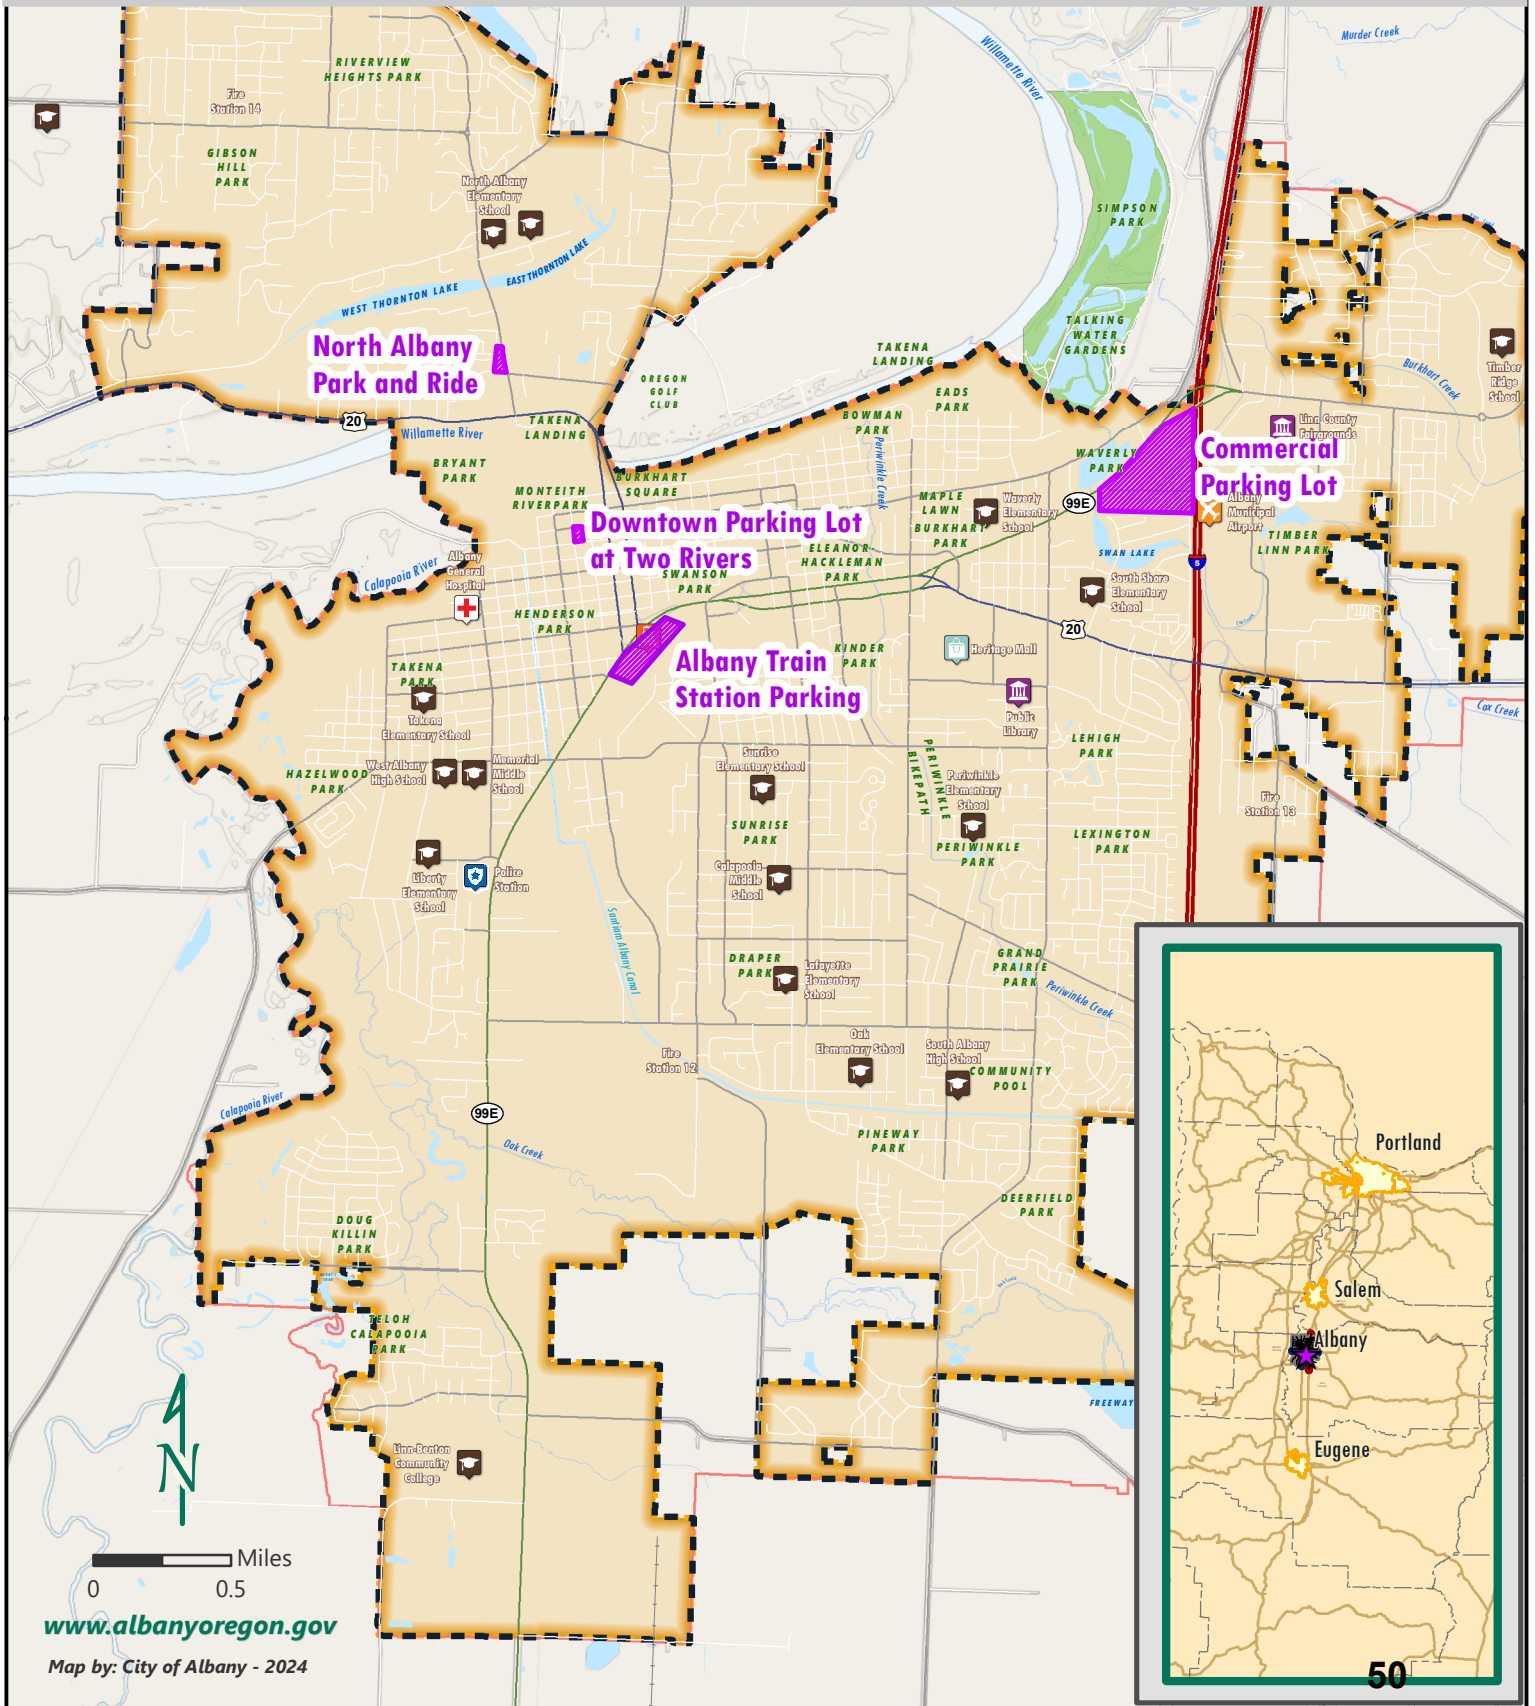 Murder Creek
Willamette River
RIVERVIEW
HEIGHTS PARK
Fire
Station 14
GIBSON
HILL
PARK
North Albany
Elementary
School
SIMPSON
PARK
EAST THORNTON LAKE
WEST THORNTON LAKE
TALKING
WATER
GARDENS
North Albany
Park and Ride
TAKENA
LANDING
OREGON
GOLF
CLUB
EADS
PARK
Burkhart Creek
Timber
Ridge
School
20
Willamette River
TAKENA
LANDING
BOWMAN
PARK
Periwinkle Creek
Linn County
Fairgrounds
Commercial
Parking Lot
WAVERLY
PARK
BRYANT
PARK
BURKHART
SQUARE
MONTEITH
RIVERPARK
MAPLE
LAWN
BURKHART
PARK
Waverly
Elementary
School
99E
Albany
Municipal
Airport
Downtown Parking Lot
at Two Rivers
ELEANOR
HACKLEMAN
PARK
SWAN LAKE
TIMBER
LINN PARK
5
Albany
General
Hospital
Calapooia River
SWANSON
PARK
South Shore
Elementary
School
HENDERSON
PARK
20
Albany Train
Station Parking
KINDER
PARK
Heritage Mall
TAKENA
PARK
Takena
Elementary School
Public
Library
Cox Creek
LEHIGH
PARK
West Albany
High School
Memorial
Middle
School
HAZELWOOD
PARK
Sunrise
Elementary School
PERIWINKLE
BIKEPATH
Periwinkle
Elementary
School
Fire
Station 13
SUNRISE
PARK
PERIWINKLE
PARK
LEXINGTON
PARK
Liberty
Elementary
School
Police
Station
Calapooia
Middle
School
Santiam Albany Canal
DRAPER
PARK
Lafayette
Elementary
School
GRAND
PRAIRIE
PARK
Periwinkle Creek
Fire
Station 12
Oak
Elementary School
South Albany
High School
COMMUNITY
POOL
Calapooia River
99E
Oak Creek
PINEWAY
PARK
DEERFIELD
PARK
DOUG
KILLIN
PARK
TELOH
CALAPOOIA
PARK
FREEWAY
Linn-Benton
Community
College
Portland
Salem
Albany
Eugene
N
Miles
0 0.5
www.albanyoregon.gov
Map by: City of Albany - 2024
50